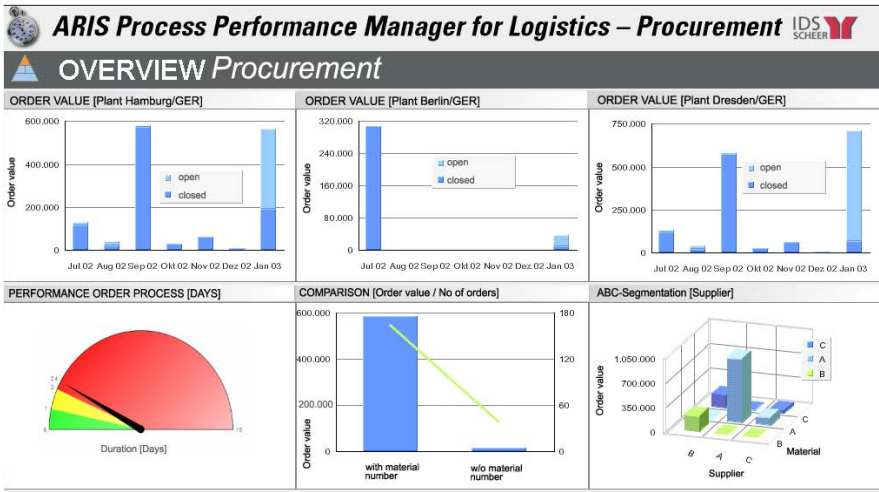 ARIS Process Performance Manager for Logistics – Procurement
IDS
SCHEER
OVERVIEW Procurement
ORDER VALUE [Plant Hamburg/GER]
600.000
400.000
200.000
0
Order value
open
closed
Jul 02 Aug 02 Sep 02 Okt 02 Nov 02 Dez 02 Jan 03
ORDER VALUE [Plant Berlin/GER]
320.000
240.000
160.000
80.000
0
Order value
open
closed
Jul 02 Aug 02 Sep 02 Okt 02 Nov 02 Dez 02 Jan 03
ORDER VALUE [Plant Dresden/GER]
750.000
500.000
250.000
0
Order value
open
closed
Jul 02 Aug 02 Sep 02 Okt 02 Nov 02 Dez 02 Jan 03
PERFORMANCE ORDER PROCESS [DAYS]
2
1
Duration [Days]
COMPARISON [Order value / No of orders]
600.000
400.000
200.000
0
Order value
180
120
60
0
with material
number
w/o material
number
ABC-Segmentation [Supplier]
1.050.000
700.000
350.000
0
Order value
C
A
B
B
A
C
Supplier
C
A
B
Material